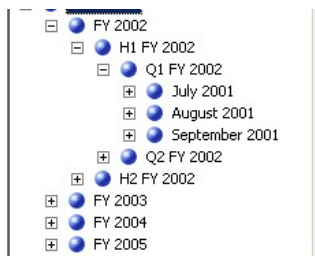 FY 2002
H1 FY 2002
Q1 FY 2002
July 2001
August 2001
September 2001
Q2 FY 2002
H2 FY 2002
FY 2003
FY 2004
FY 2005